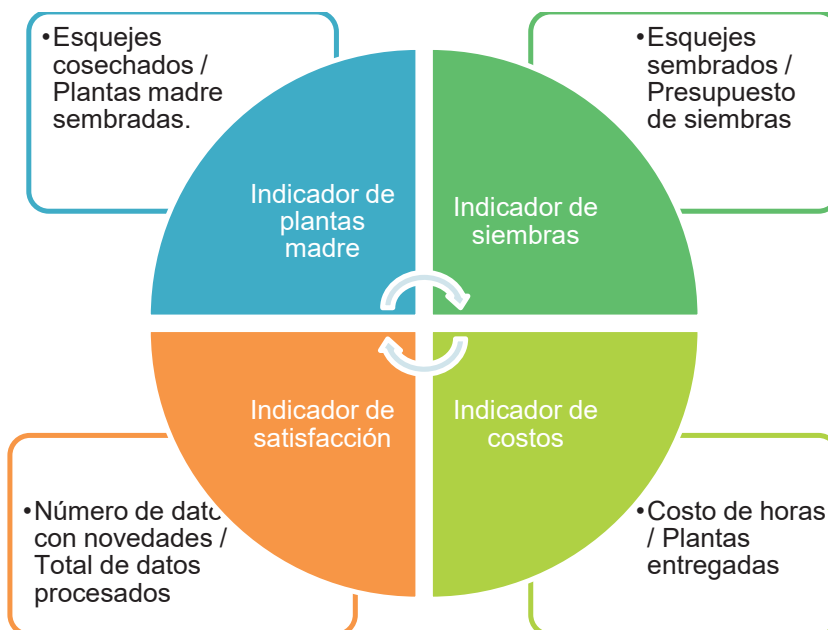 •Esquejes
cosechados /
Plantas madre
sembradas.
•Esquejes
sembrados /
Presupuesto
de siembras
Indicador de
plantas
madre
Indicador de
siembras
Indicador de
satisfacción
Indicador de
costos
•Número de dato
con novedades /
Total de datos
procesados
•Costo de horas
/ Plantas
entregadas